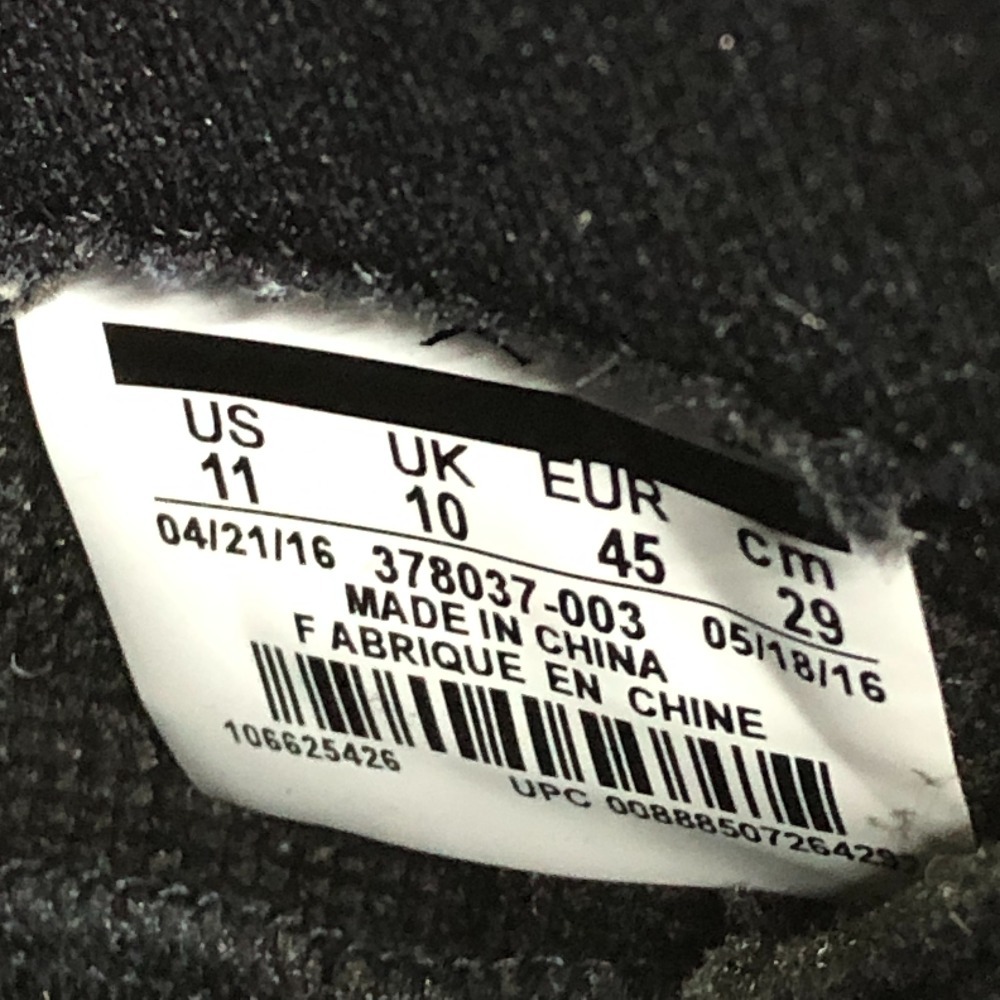 US UK EUR cm
11 10 45 29
04/21/16 378037-003 05/18/16
MADE IN CHINA
F ABRIQUE EN CHINE
106625426
UPC